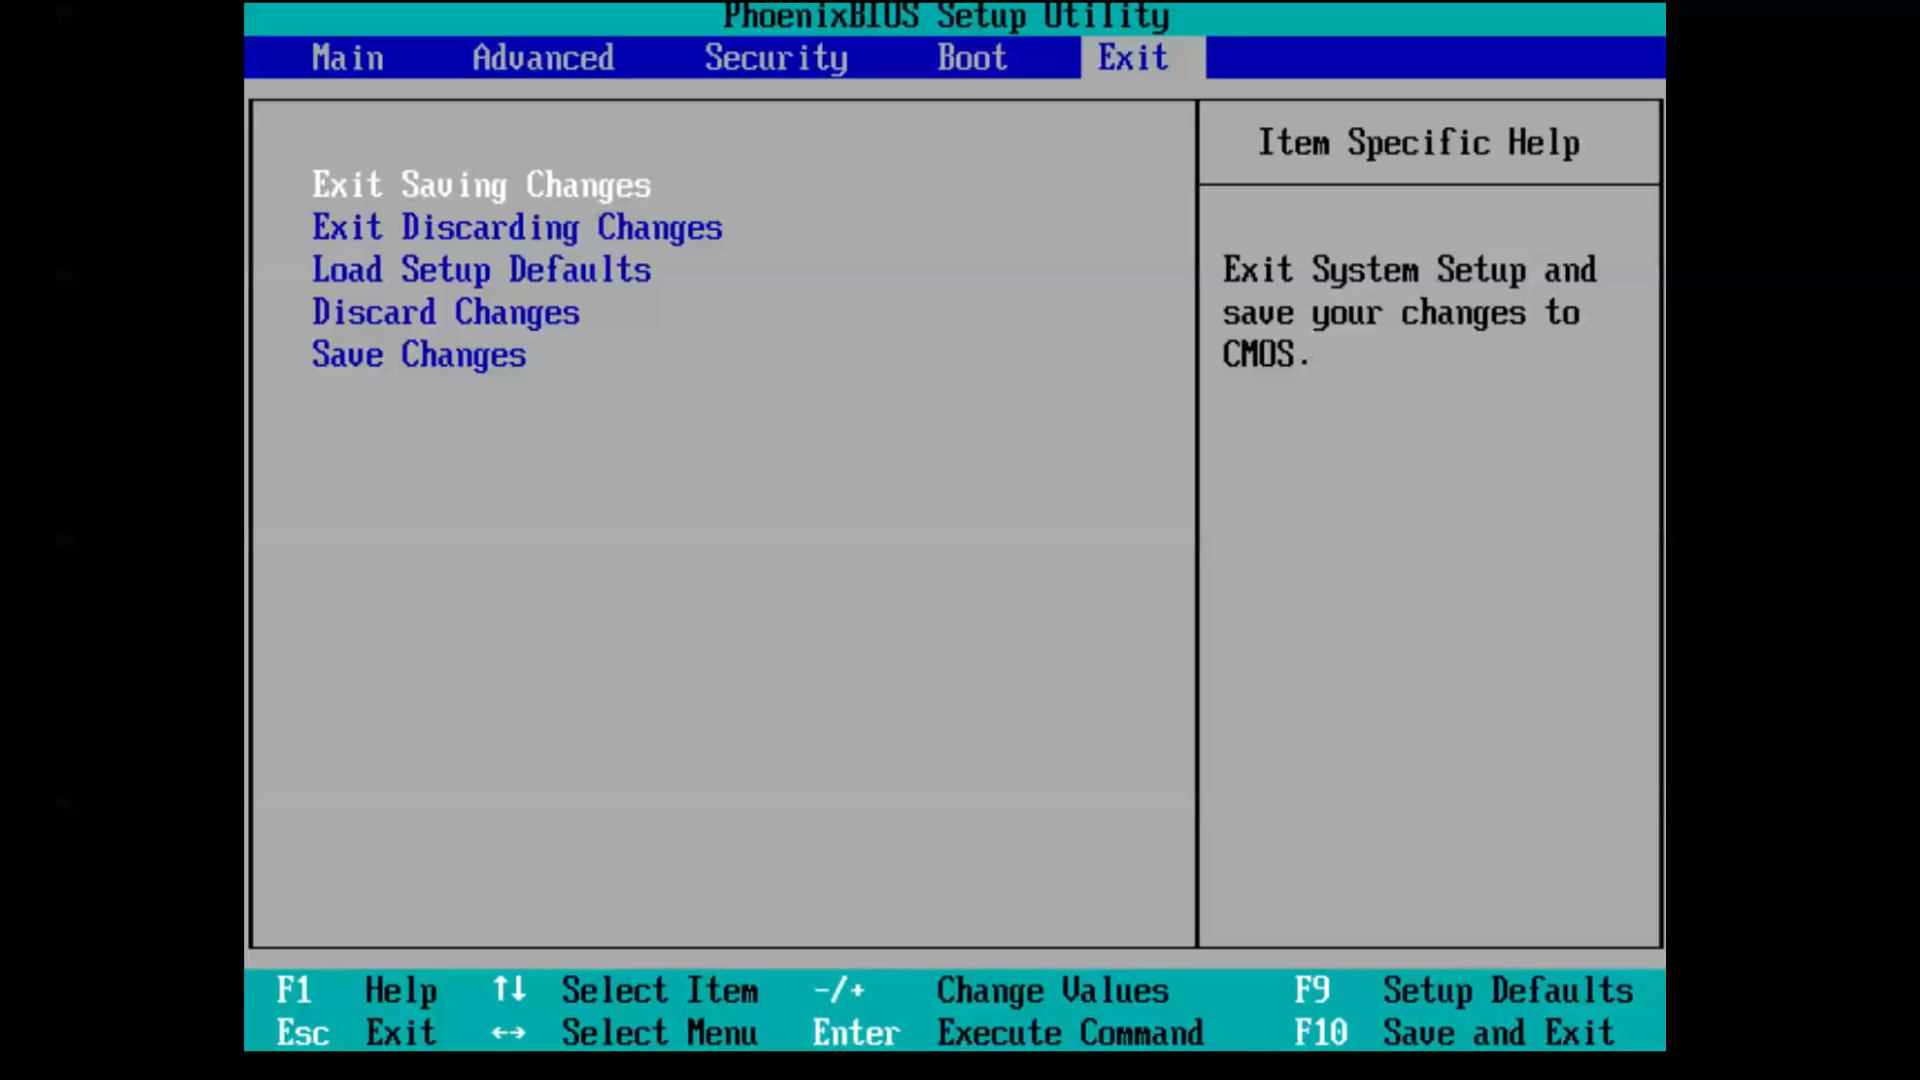 PhoenixBIOS Setup Utility
Main Advanced Security Boot Exit
Item Specific Help
Exit Saving Changes
Exit Discarding Changes
Load Setup Defaults
Discard Changes
Save Changes
Exit System Setup and
save your changes to
CMOS.
F1 Help ↑↓ Select Item -/+ Change Values F9 Setup Defaults
Esc Exit ↔ Select Menu Enter Execute Command F10 Save and Exit